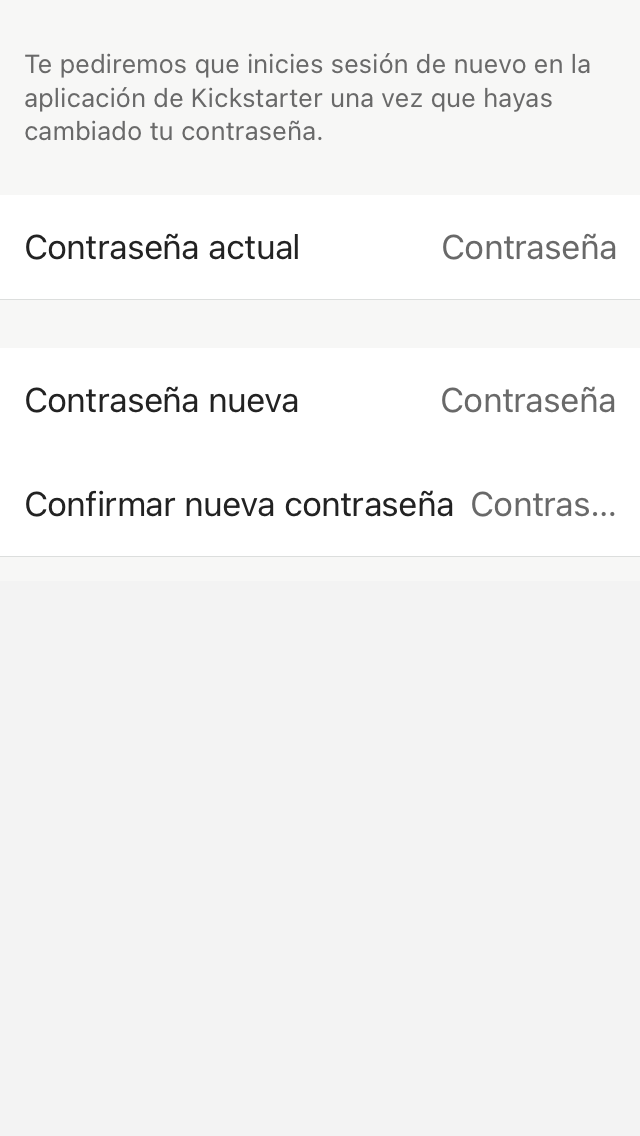 Te pediremos que inicies sesión de nuevo en la
aplicación de Kickstarter una vez que hayas
cambiado tu contraseña.
Contraseña actual Contraseña
Contraseña nueva Contraseña
Confirmar nueva contraseña Contras...